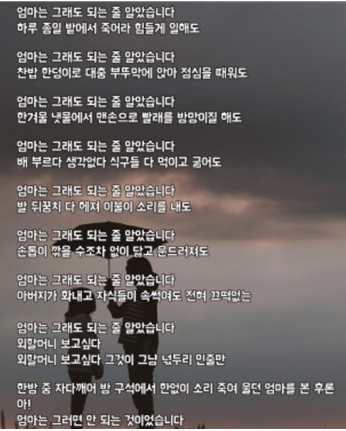 엄마는 그래도 되는 줄 알았습니다
하루 종일 밭에서 죽어라 힘들게 일해도
엄마는 그래도 되는 줄 알았습니다
찬밥 한덩이로 대충 부뚜막에 앉아 점심을 때워도
엄마는 그래도 되는 줄 알았습니다
한겨울 냇물에서 맨손으로 빨래를 방망이질 해도
엄마는 그래도 되는 줄 알았습니다
배 부르다 생각없다 식구들 다 먹이고 굶어도
엄마는 그래도 되는 줄 알았습니다
발 뒤꿈치 다 헤져 이불이 소리를 내도
엄마는 그래도 되는 줄 알았습니다
손톱이 깎을 수조차 없이 닳고 문드러져도
엄마는 그래도 되는 줄 알았습니다
아버지가 화내고 자식들이 속썩여도 전혀 끄떡없는
엄마는 그래도 되는 줄 알았습니다
외할머니 보고싶다
외할머니 보고싶다 그것이 그냥 넋두리 인줄만
한밤 중 자다깨어 방 구석에서 한없이 소리 죽여 울던 엄마를 본 후론
아!
엄마는 그러면 안 되는 것이었습니다